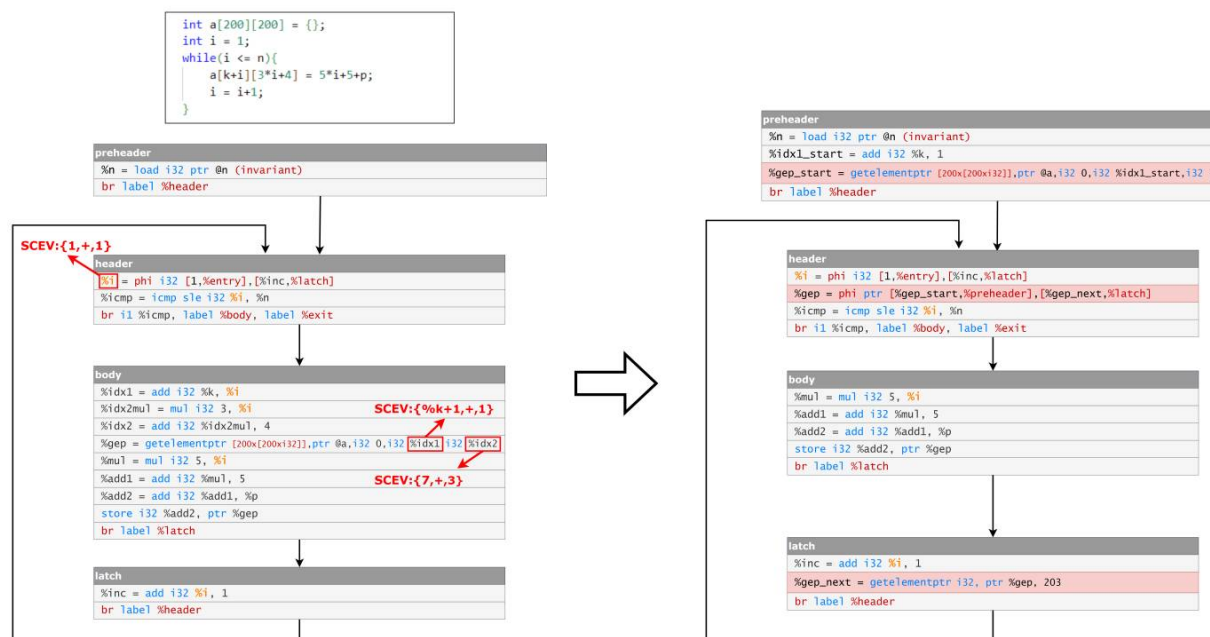 int a[200][200] = {};
int i = 1;
while(i <= n){
a[k+i][3*i+4] = 5*i+5+p;
i = i+1;
}
preheader
%n = load i32 ptr @n (invariant)
br label %header
SCEV:{1,+,1}
header
%i = phi i32 [1,%entry],[%inc,%latch]
%icmp = icmp sle i32 %i, %n
br i1 %icmp, label %body, label %exit
body
%idx1 = add i32 %k, %i
%idx2mul = mul i32 3, %i
SCEV:{%k+1,+,1}
%idx2 = add i32 %idx2mul, 4
%gep = getelementptr [200x[200xi32]],ptr @a,i32 0,i32 %idx1 i32 %idx2
%mul = mul i32 5, %i
%add1 = add i32 %mul, 5
SCEV:{7,+,3}
%add2 = add i32 %add1, %p
store i32 %add2, ptr %gep
br label %latch
latch
%inc = add i32 %i, 1
br label %header
preheader
%n = load i32 ptr @n (invariant)
%idx1_start = add i32 %k, 1
%gep_start = getelementptr [200x[200xi32]],ptr @a,i32 0,i32 %idx1_start,i32
br label %header
header
%i = phi i32 [1,%entry],[%inc,%latch]
%gep = phi ptr [%gep_start,%preheader],[%gep_next,%latch]
%icmp = icmp sle i32 %i, %n
br i1 %icmp, label %body, label %exit
body
%mul = mul i32 5, %i
%add1 = add i32 %mul, 5
%add2 = add i32 %add1, %p
store i32 %add2, ptr %gep
br label %latch
latch
%inc = add i32 %i, 1
%gep_next = getelementptr i32, ptr %gep, 203
br label %header